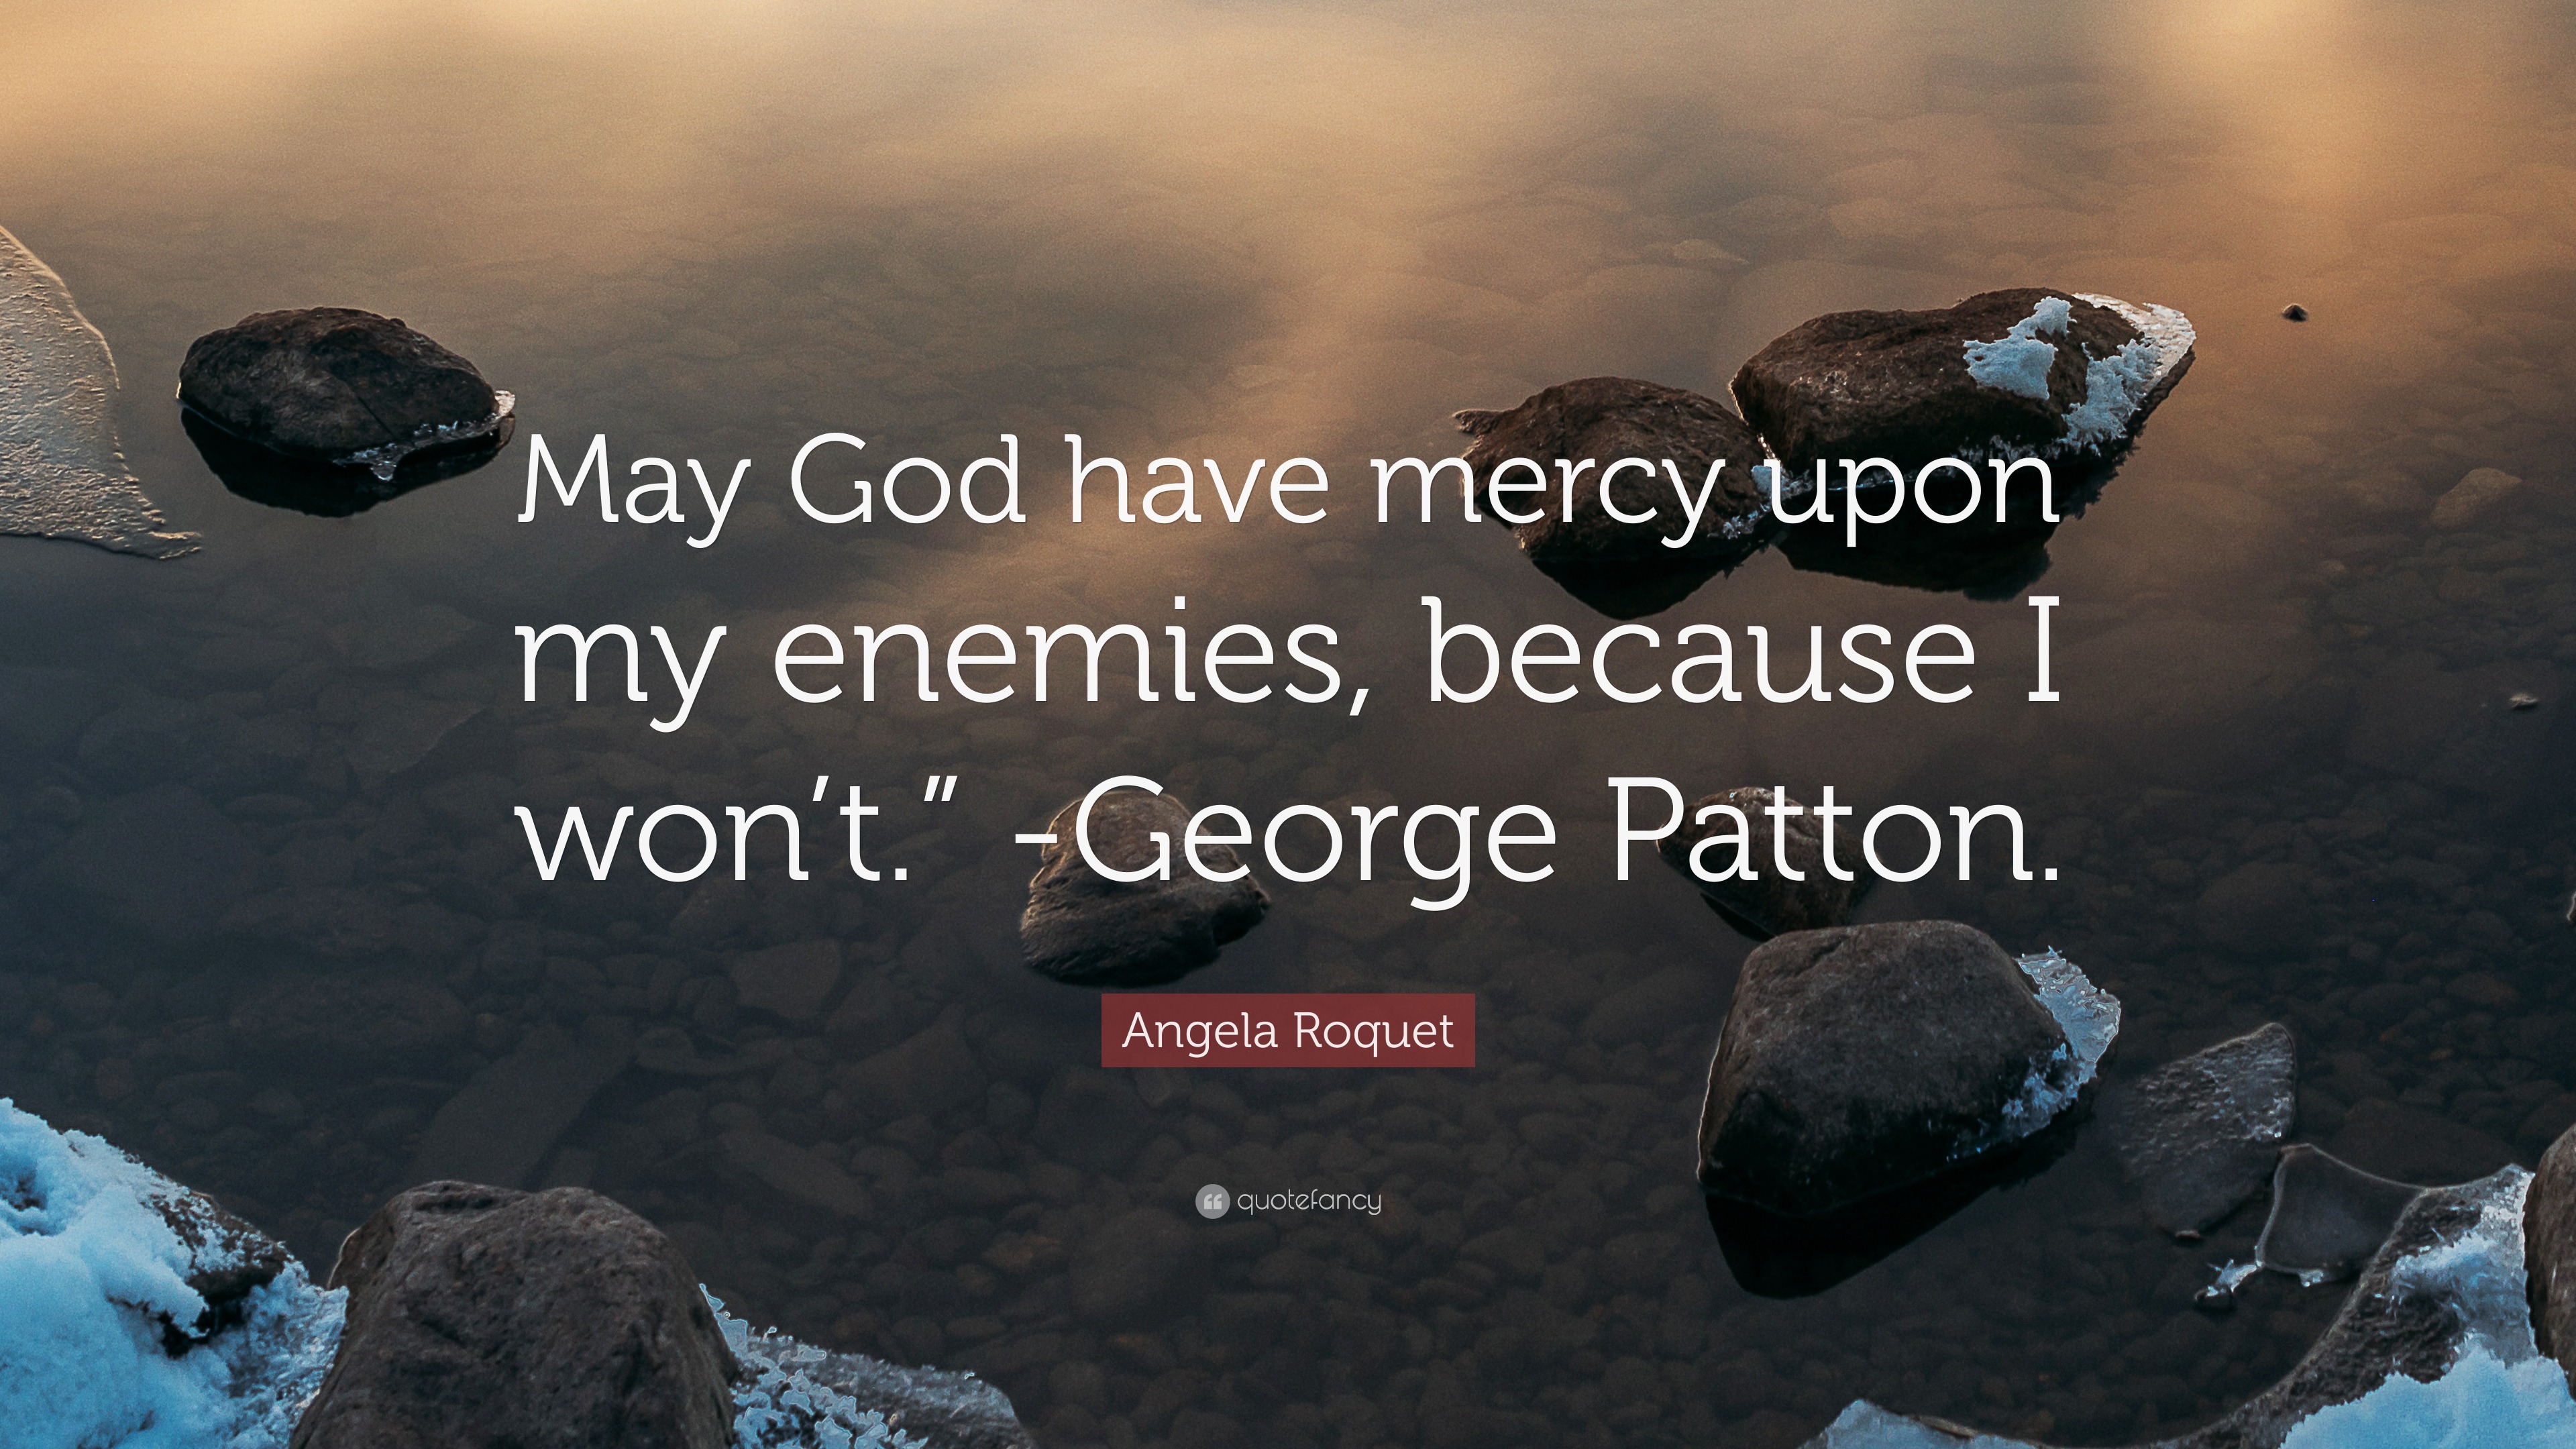 May God have mercy upon
my enemies, because I
won’t.” -George Patton.
Angela Roquet
quotefancy